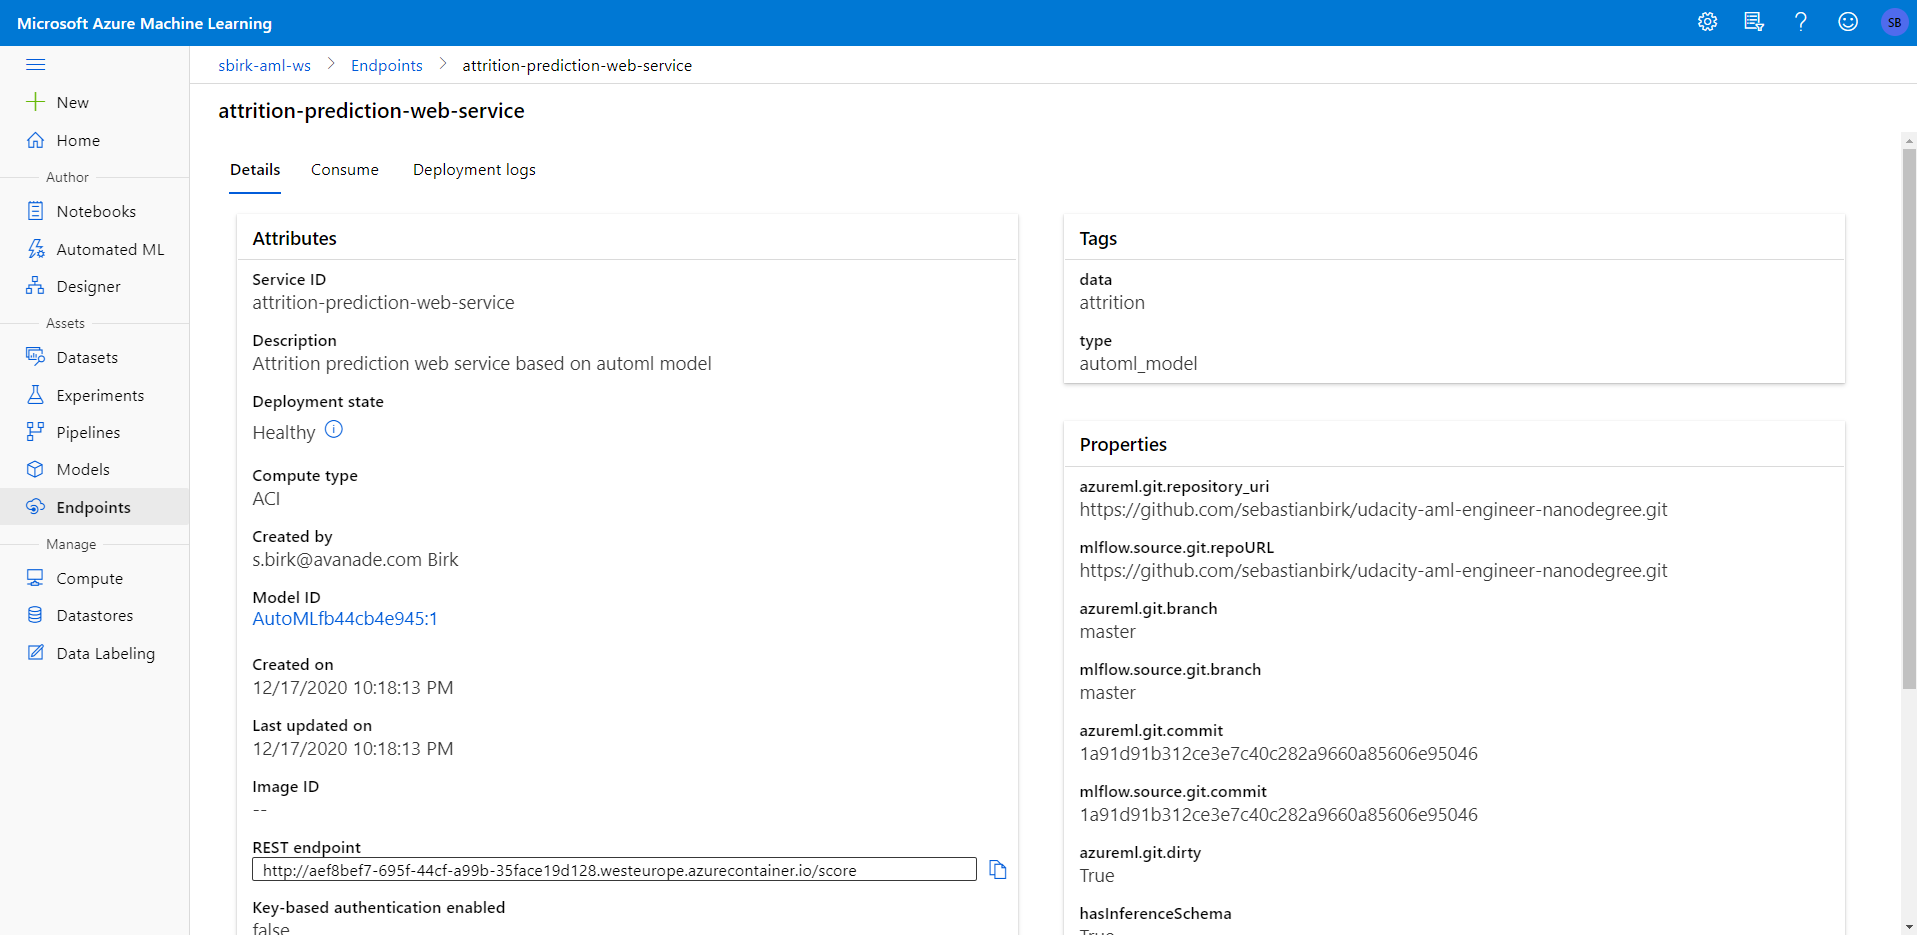 Microsoft Azure Machine Learning
SB
New
Home
Author
Notebooks
Automated ML
Designer
Assets
Datasets
Experiments
Pipelines
Models
Endpoints
Manage
Compute
Datastores
Data Labeling
sbirk-aml-ws > Endpoints > attrition-prediction-web-service
attrition-prediction-web-service
Details Consume Deployment logs
Attributes
Service ID
attrition-prediction-web-service
Description
Attrition prediction web service based on automl model
Deployment state
Healthy
Compute type
ACI
Created by
s.birk@avanade.com Birk
Model ID
AutoMLfb44cb4e945:1
Created on
12/17/2020 10:18:13 PM
Last updated on
12/17/2020 10:18:13 PM
Image ID
--
REST endpoint
http://aef8bef7-695f-44cf-a99b-35face19d128.westeurope.azurecontainer.io/score
Key-based authentication enabled
false
Tags
data
attrition
type
automl_model
Properties
azureml.git.repository_uri
https://github.com/sebastianbirk/udacity-aml-engineer-nanodegree.git
mlflow.source.git.repoURL
https://github.com/sebastianbirk/udacity-aml-engineer-nanodegree.git
azureml.git.branch
master
mlflow.source.git.branch
master
azureml.git.commit
1a91d91b312ce3e7c40c282a9660a85606e95046
mlflow.source.git.commit
1a91d91b312ce3e7c40c282a9660a85606e95046
azureml.git.dirty
True
hasInferenceSchema
True